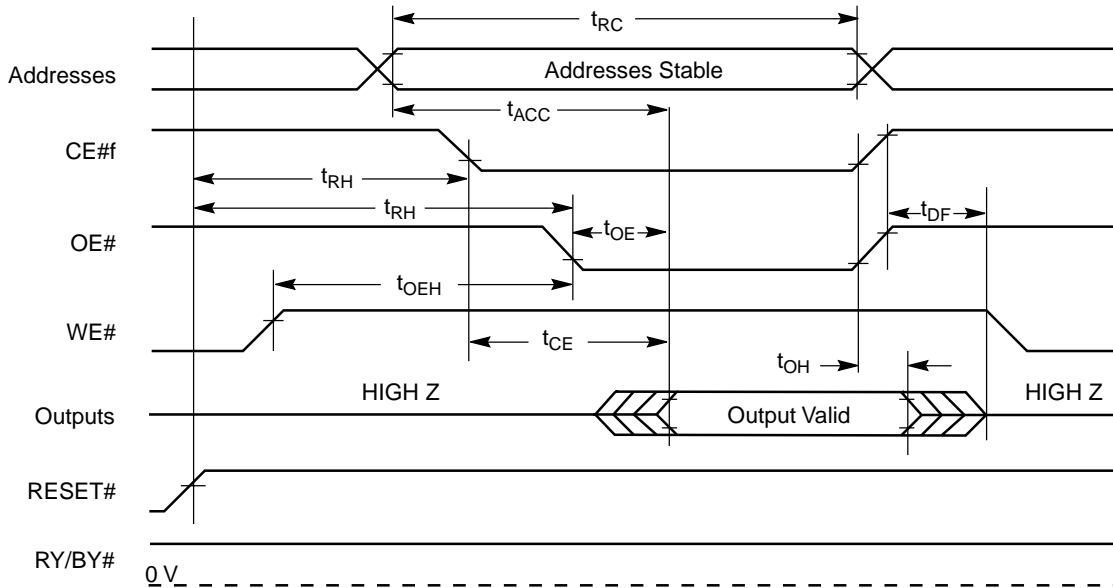 tRC
Addresses
Addresses Stable
tACC
CE#f
tRH
tRH
tDF
OE#
tOE
tOEH
WE#
tCE
tOH
HIGH Z
HIGH Z
Outputs
Output Valid
RESET#
RY/BY#
0 V